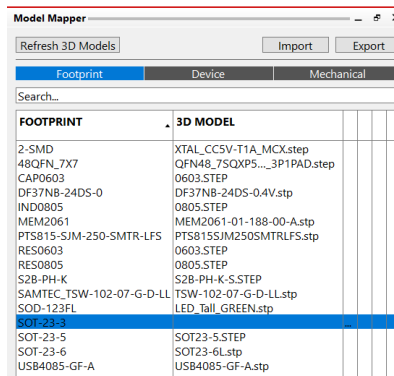 Model Mapper
Refresh 3D Models Import Export
Footprint Device Mechanical
Search...
FOOTPRINT 3D MODEL
2-SMD XTAL_CC5V-T1A_MCX.step
48QFN_7X7 QFN48_7SQXP5..._3P1PAD.step
CAP0603 0603.STEP
DF37NB-24DS-0 DF37NB-24DS-0.4V.stp
IND0805 0805.STEP
MEM2061 MEM2061-01-188-00-A.stp
PTS815-SJM-250-SMTR-LFS PTS815SJM250SMTRLFS.stp
RES0603 0603.STEP
RES0805 0805.STEP
S2B-PH-K S2B-PH-K-S.STEP
SAMTEC_TSW-102-07-G-D-LL TSW-102-07-G-D-LL.stp
SOD-123FL LED_Tall_GREEN.stp
SOT-23-3 ...
SOT-23-5 SOT23-5.STEP
SOT-23-6 SOT23-6L.stp
USB4085-GF-A USB4085-GF-A.stp